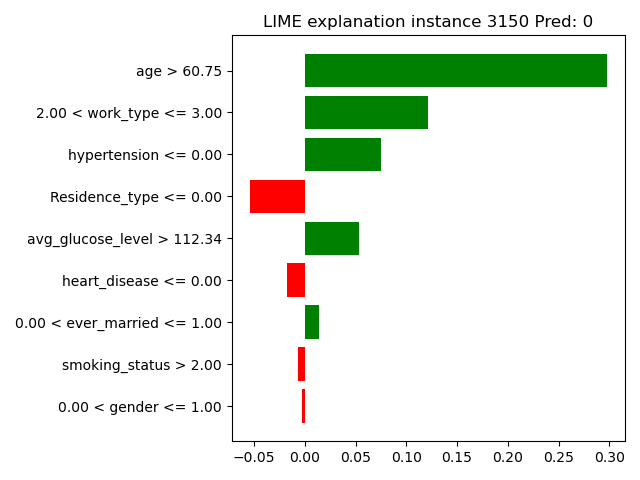 LIME explanation instance 3150 Pred: 0
age > 60.75
2.00 < work_type <= 3.00
hypertension <= 0.00
Residence_type <= 0.00
avg_glucose_level > 112.34
heart_disease <= 0.00
0.00 < ever_married <= 1.00
smoking_status > 2.00
0.00 < gender <= 1.00
−0.05 0.00 0.05 0.10 0.15 0.20 0.25 0.30